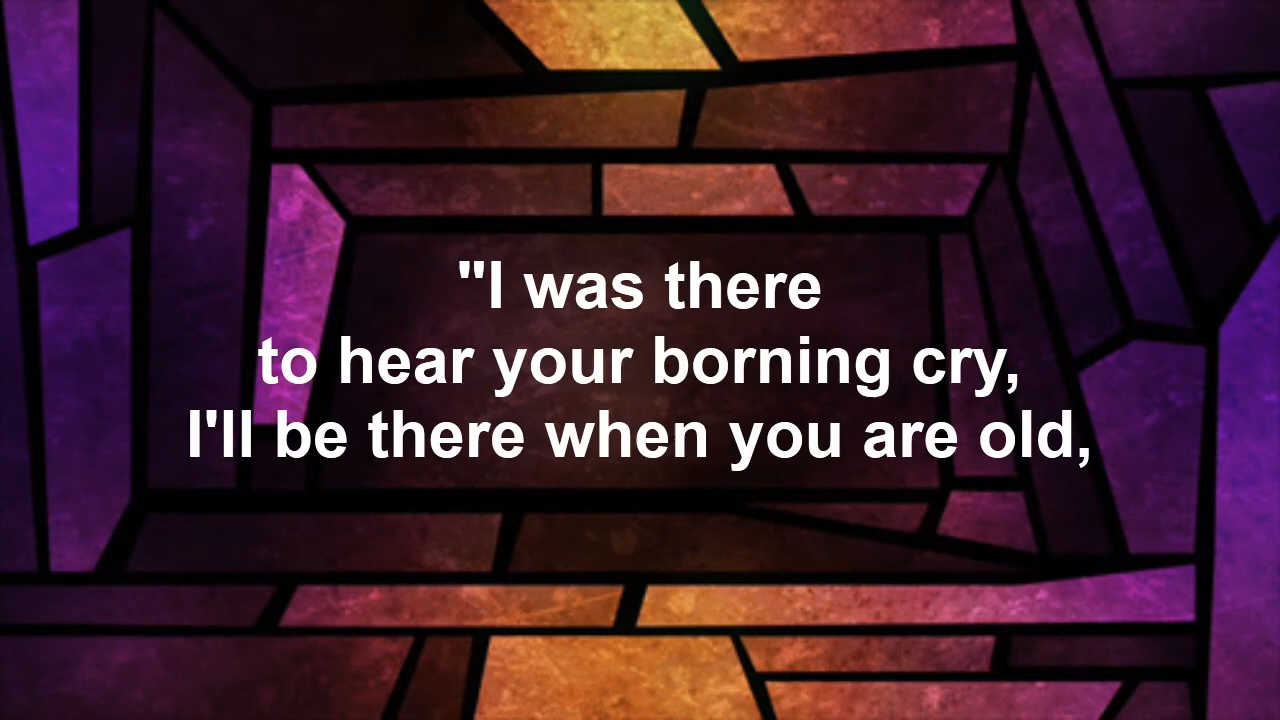 "I was there
to hear your borning cry,
I'll be there when you are old,